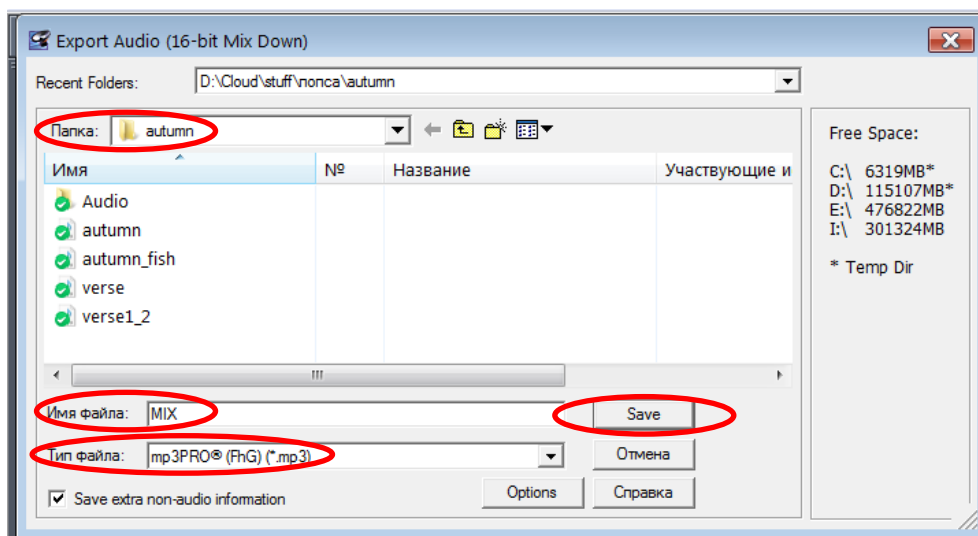 Export Audio (16-bit Mix Down)
Recent Folders: D:\Cloud\stuff\попса\autumn
Папка: autumn
Имя № Название Участвующие и
Audio
autumn
autumn_fish
verse
verse1_2
Имя файла: MIX Save
Тип файла: mp3PRO® (FhG) (*.mp3) Отмена
Save extra non-audio information Options Справка
Free Space:
C:\ 6319MB*
D:\ 115107MB*
E:\ 476822MB
I:\ 301324MB
* Temp Dir